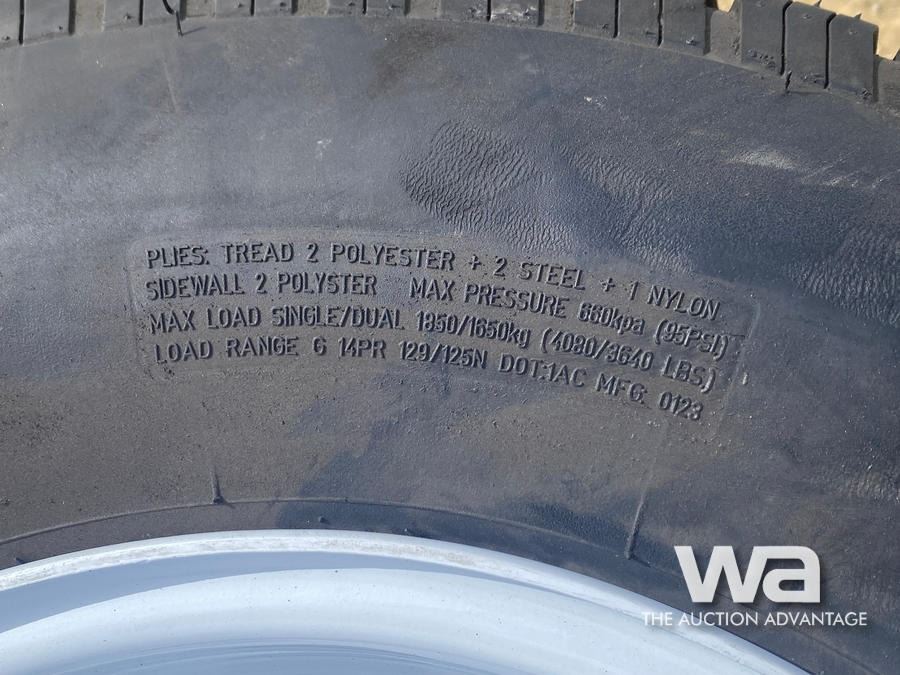 PLIES: TREAD 2 POLYESTER + 2 STEEL + 1 NYLON
SIDEWALL 2 POLYSTER MAX PRESSURE 660kpa (95PSI)
MAX LOAD SINGLE/DUAL 1850/1650kg (4080/3640 LBS)
LOAD RANGE G 14PR 129/125N DOT:1AC MFG: 0123
wa
THE AUCTION ADVANTAGE